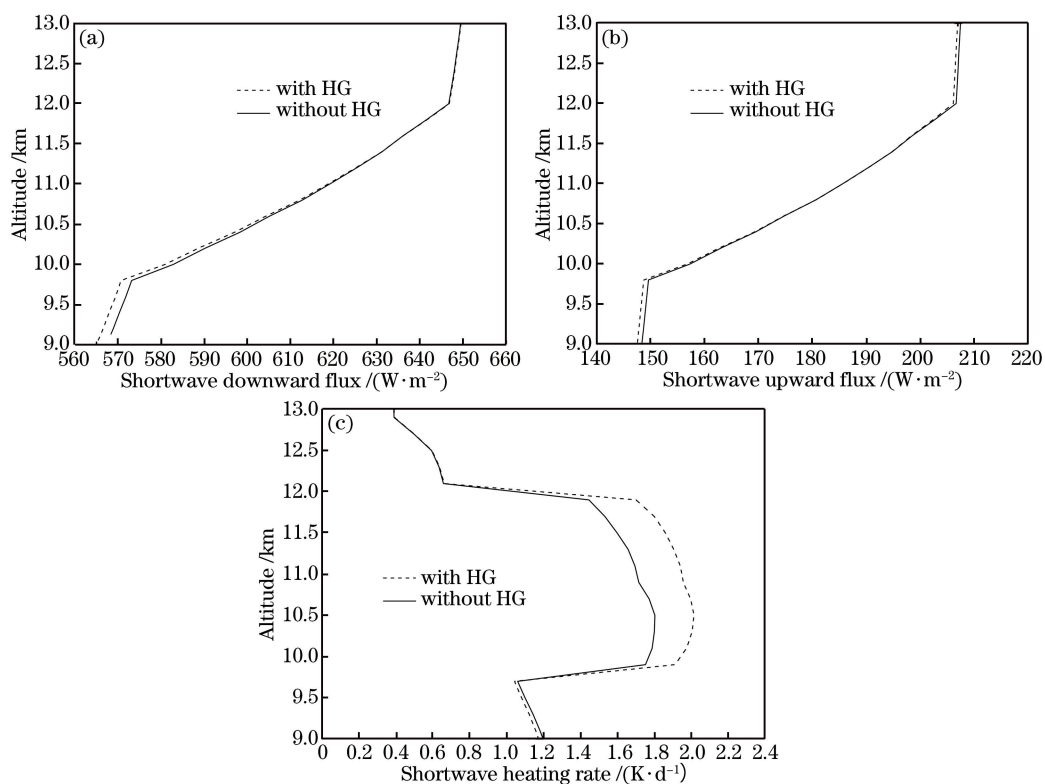 (a)
with HG
without HG
13.0
12.5
12.0
11.5
11.0
10.5
10.0
9.5
9.0
Altitude /km
560 570 580 590 600 610 620 630 640 650 660
Shortwave downward flux /(W·m⁻²)
(b)
with HG
without HG
13.0
12.5
12.0
11.5
11.0
10.5
10.0
9.5
9.0
Altitude /km
140 150 160 170 180 190 200 210 220
Shortwave upward flux /(W·m⁻²)
(c)
with HG
without HG
13.0
12.5
12.0
11.5
11.0
10.5
10.0
9.5
9.0
Altitude /km
0 0.2 0.4 0.6 0.8 1.0 1.2 1.4 1.6 1.8 2.0 2.2 2.4
Shortwave heating rate /(K·d⁻¹)